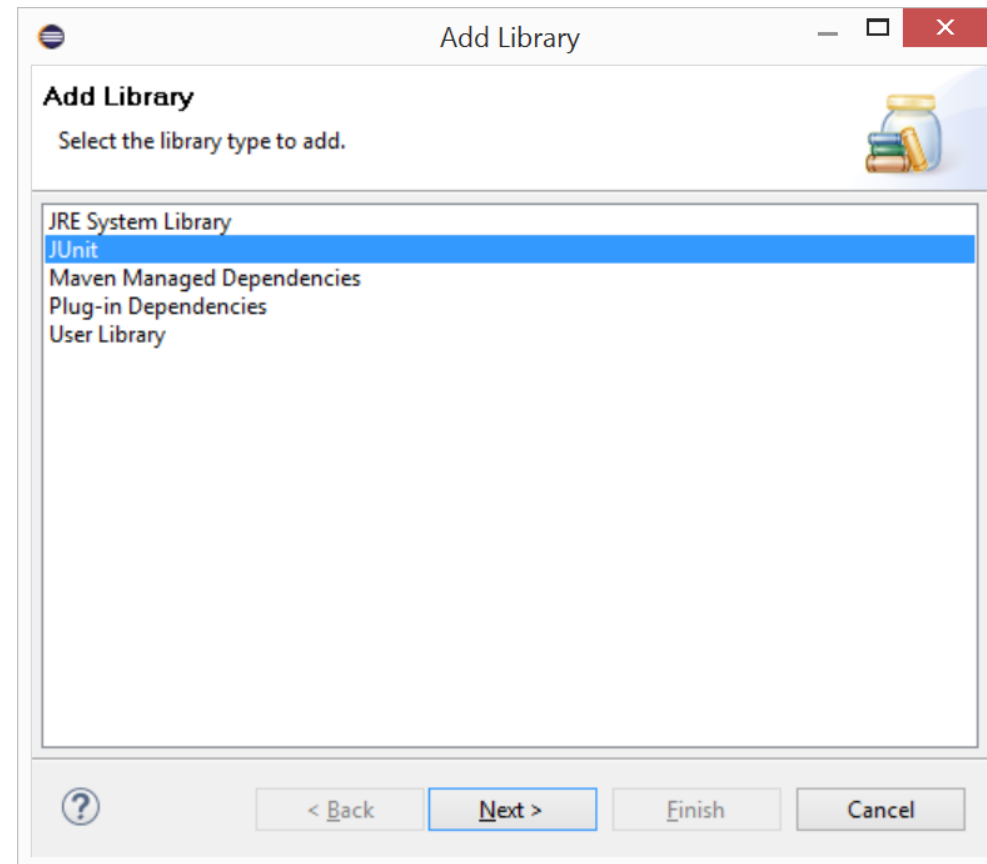 Add Library
Add Library
Select the library type to add.
JRE System Library
JUnit
Maven Managed Dependencies
Plug-in Dependencies
User Library
? < Back Next > Finish Cancel